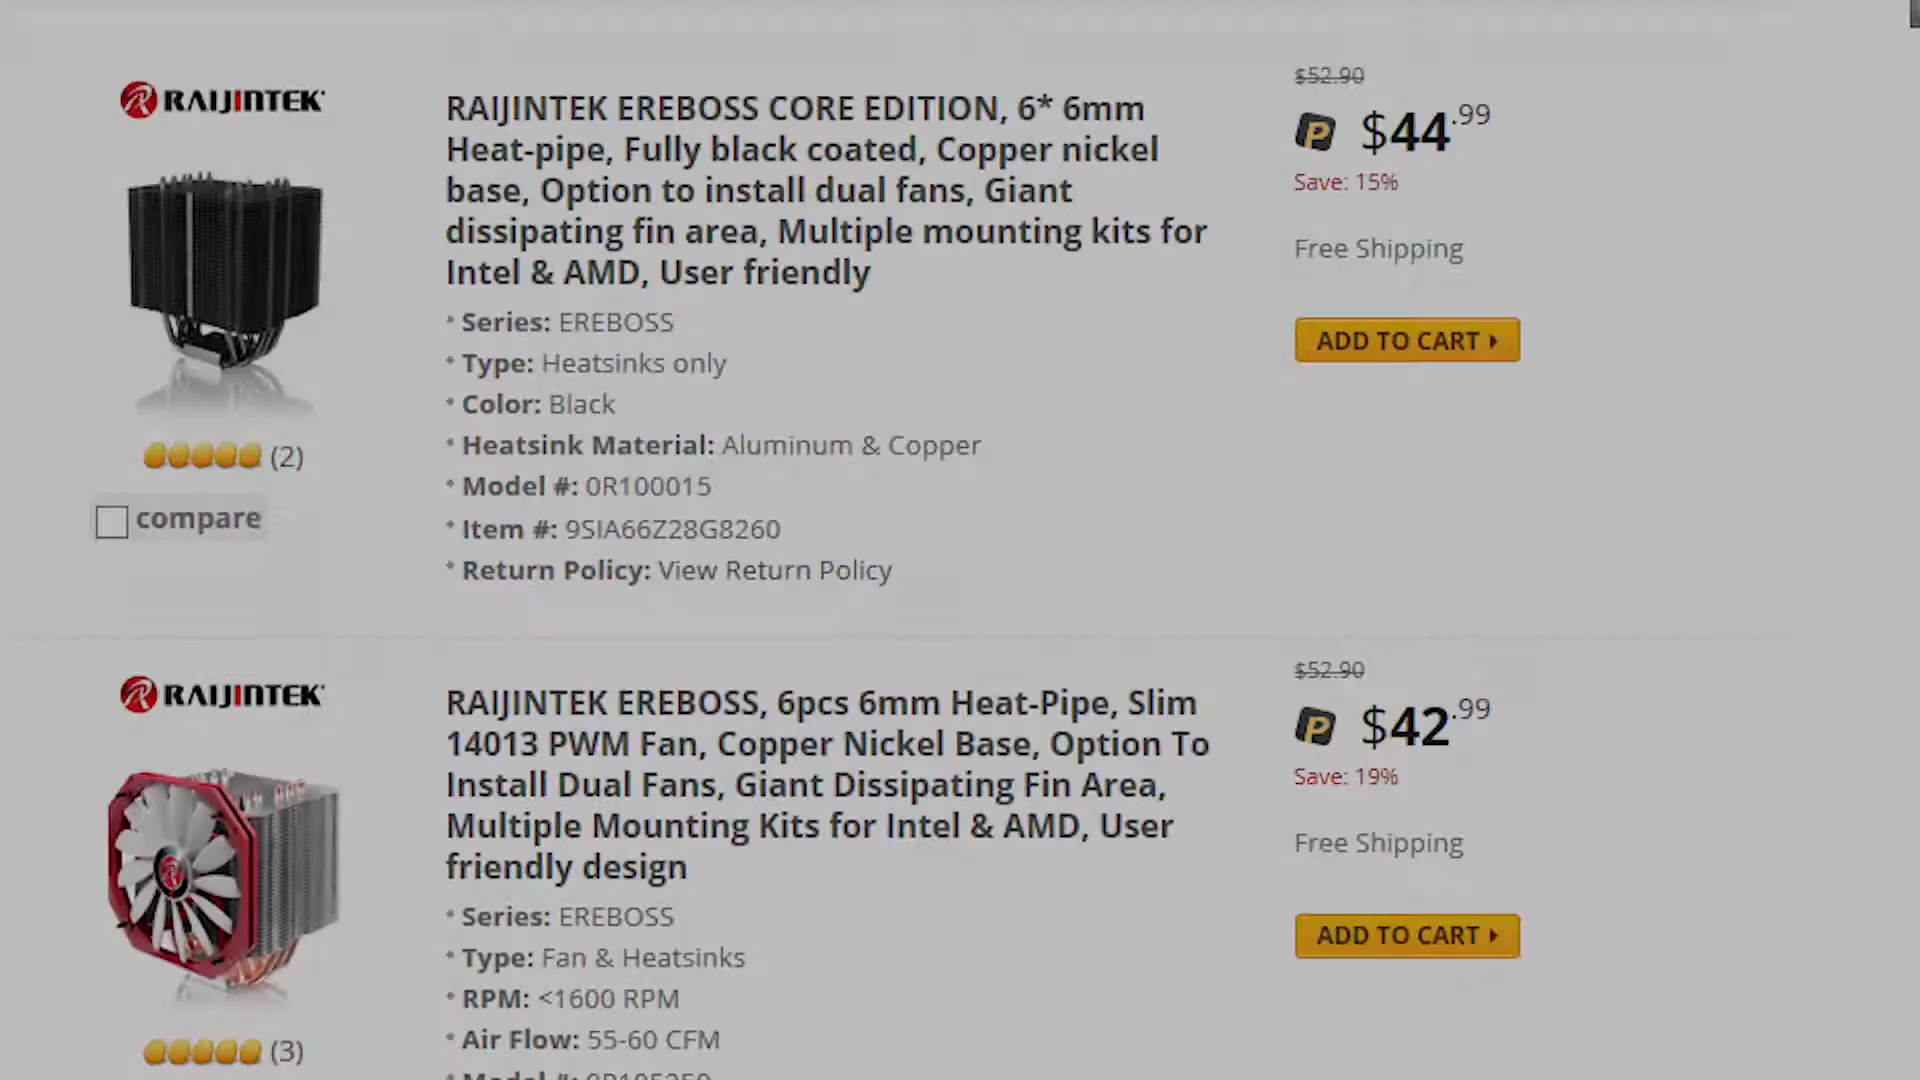 RAIJINTEK
RAIJINTEK EREBOSS CORE EDITION, 6* 6mm
Heat-pipe, Fully black coated, Copper nickel
base, Option to install dual fans, Giant
dissipating fin area, Multiple mounting kits for
Intel & AMD, User friendly
* Series: EREBOSS
* Type: Heatsinks only
* Color: Black
* Heatsink Material: Aluminum & Copper
* Model #: 0R100015
* Item #: 9SIA66Z28G8260
* Return Policy: View Return Policy
(2)
compare
$52.90
P $44.99
Save: 15%
Free Shipping
ADD TO CART
RAIJINTEK
RAIJINTEK EREBOSS, 6pcs 6mm Heat-Pipe, Slim
14013 PWM Fan, Copper Nickel Base, Option To
Install Dual Fans, Giant Dissipating Fin Area,
Multiple Mounting Kits for Intel & AMD, User
friendly design
* Series: EREBOSS
* Type: Fan & Heatsinks
* RPM: <1600 RPM
* Air Flow: 55-60 CFM
* Model #:
(3)
$52.90
P $42.99
Save: 19%
Free Shipping
ADD TO CART